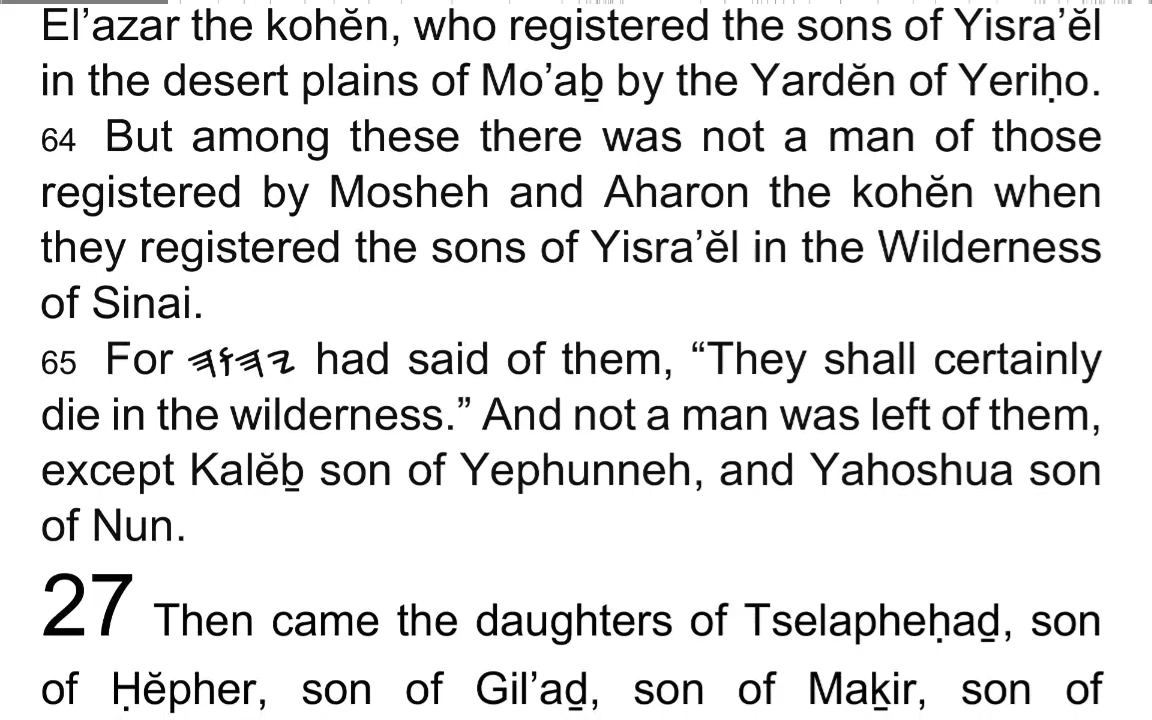 El’azar the kohĕn, who registered the sons of Yisra’ĕl
in the desert plains of Mo’aḇ by the Yardĕn of Yeriḥo.
64 But among these there was not a man of those
registered by Mosheh and Aharon the kohĕn when
they registered the sons of Yisra’ĕl in the Wilderness
of Sinai.
65 For 𐤉𐤄𐤅𐤄 had said of them, “They shall certainly
die in the wilderness.” And not a man was left of them,
except Kalĕḇ son of Yephunneh, and Yahoshua son
of Nun.
27 Then came the daughters of Tselapheḥaḏ, son
of Ḥĕpher, son of Gil’aḏ, son of Maḵir, son of